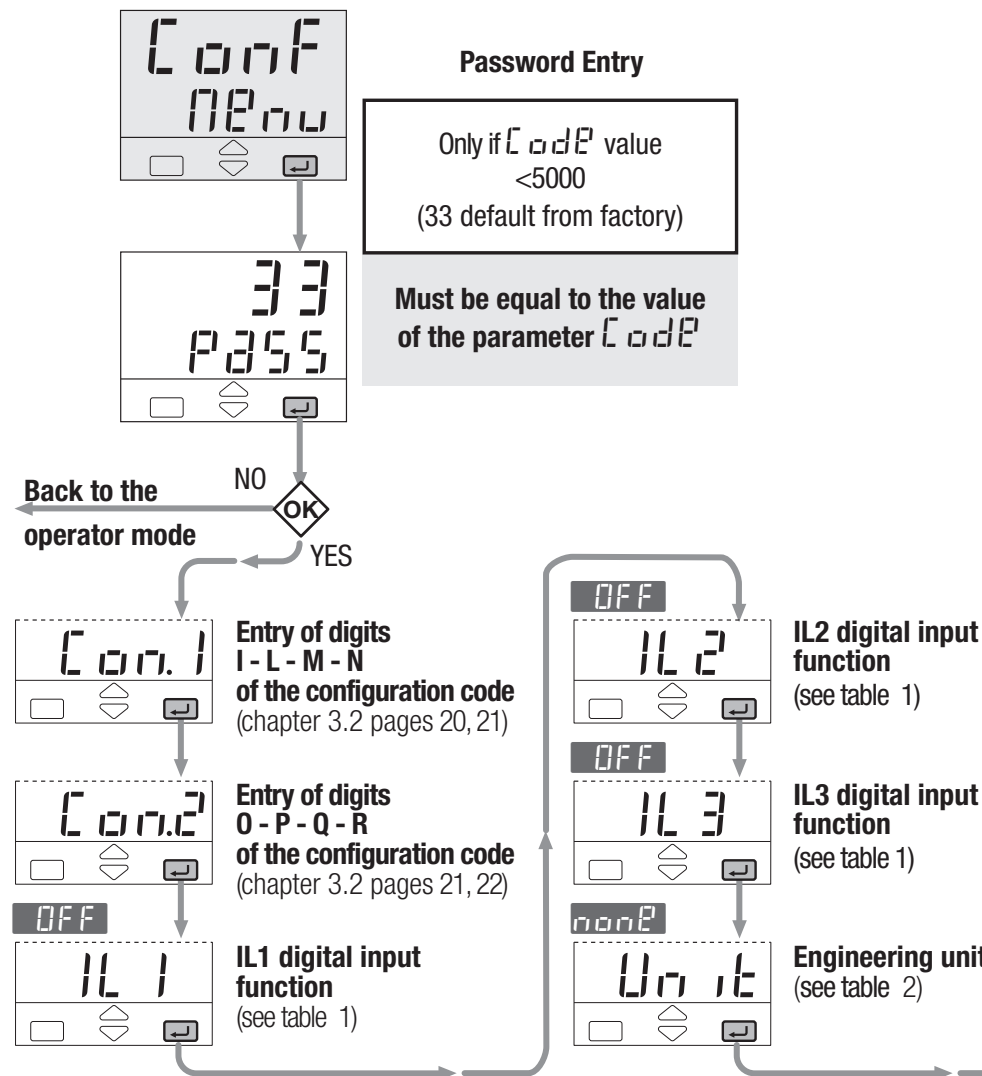 ConF
MEnu
Password Entry
Only if CodE value
<5000
(33 default from factory)
Must be equal to the value
of the parameter CodE
33
PASS
NO
OK
YES
Back to the
operator mode
Con.1
Entry of digits
I - L - M - N
of the configuration code
(chapter 3.2 pages 20, 21)
Con.2
Entry of digits
O - P - Q - R
of the configuration code
(chapter 3.2 pages 21, 22)
OFF
IL 1
IL1 digital input
function
(see table 1)
OFF
IL 2
IL2 digital input
function
(see table 1)
OFF
IL 3
IL3 digital input
function
(see table 1)
nonE
Unit
Engineering unit
(see table 2)